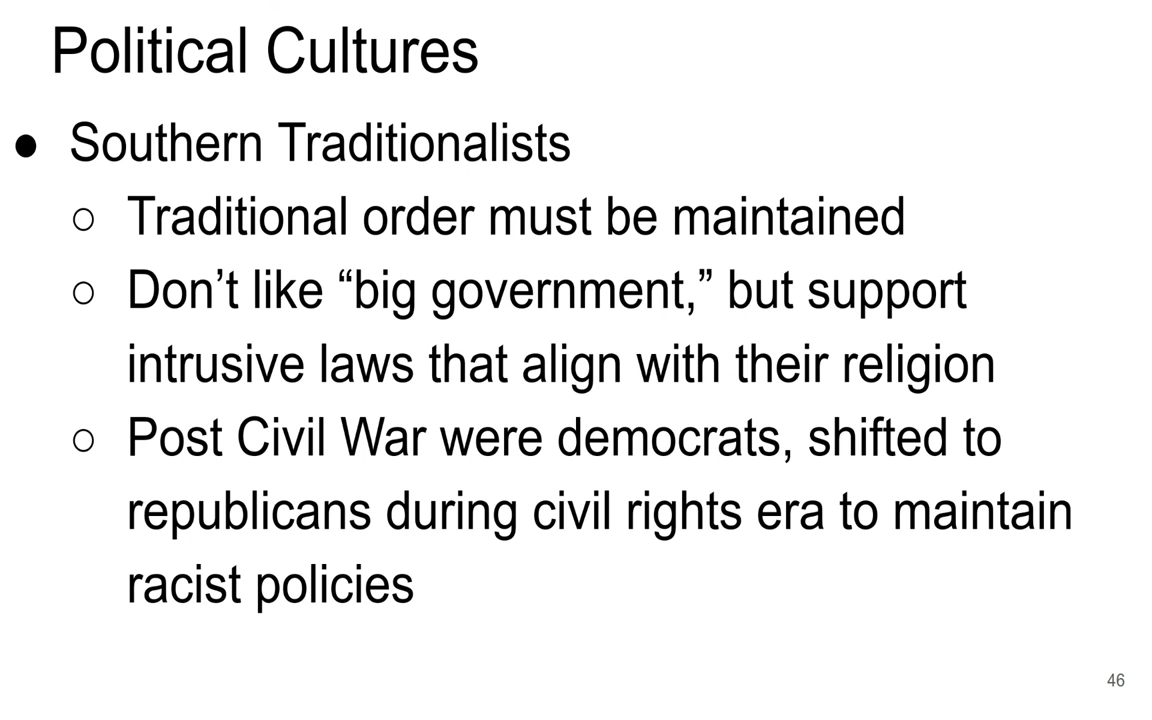 Political Cultures
● Southern Traditionalists
○ Traditional order must be maintained
○ Don’t like “big government,” but support
intrusive laws that align with their religion
○ Post Civil War were democrats, shifted to
republicans during civil rights era to maintain
racist policies
46